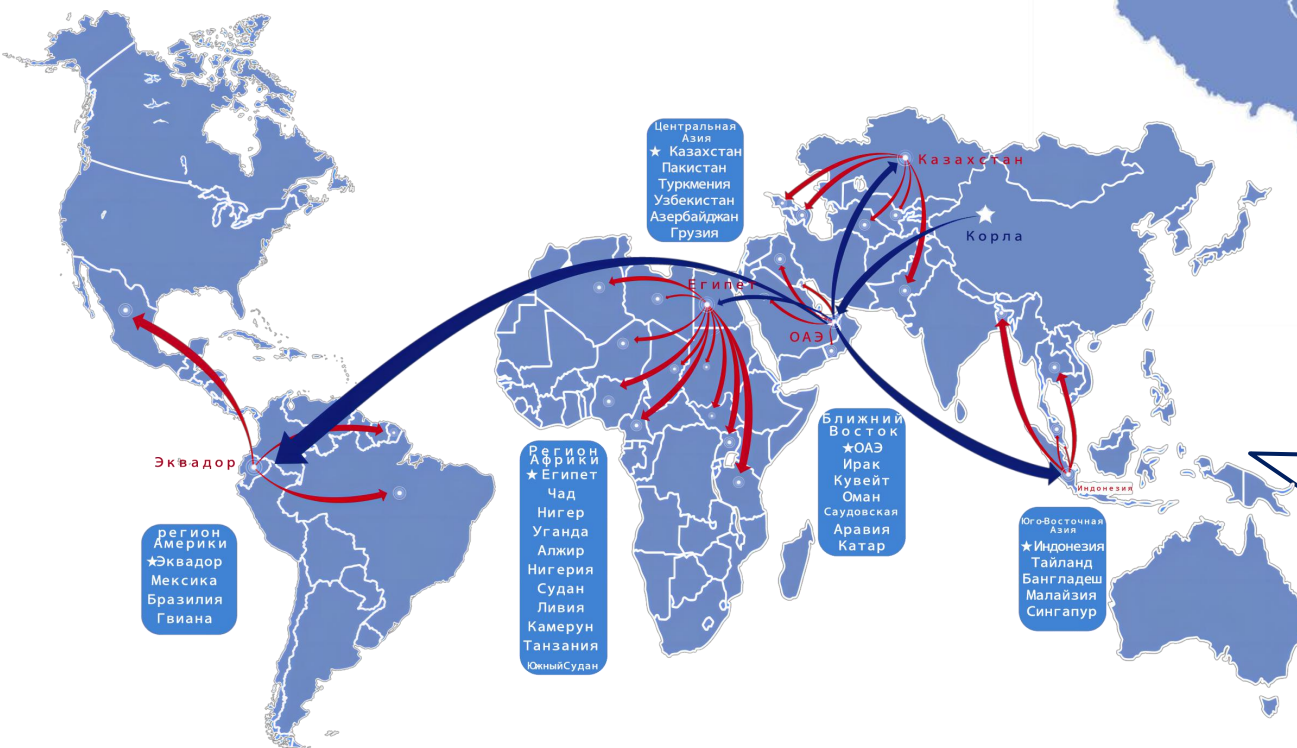 Центральная
Азия
★ Казахстан
Пакистан
Туркмения
Узбекистан
Азербайджан
Грузия
Казахстан
Корла
Египет
ОАЭ
Эквадор
Индонезия
регион
Америки
★Эквадор
Мексика
Бразилия
Гвиана
Регион
Африки
★Египет
Чад
Нигер
Уганда
Алжир
Нигерия
Судан
Ливия
Камерун
Танзания
ЮжныйСудан
Ближний
Восток
★ОАЭ
Ирак
Кувейт
Оман
Саудовская
Аравия
Катар
Юго-Восточная
Азия
★Индонезия
Тайланд
Бангладеш
Малайзия
Сингапур